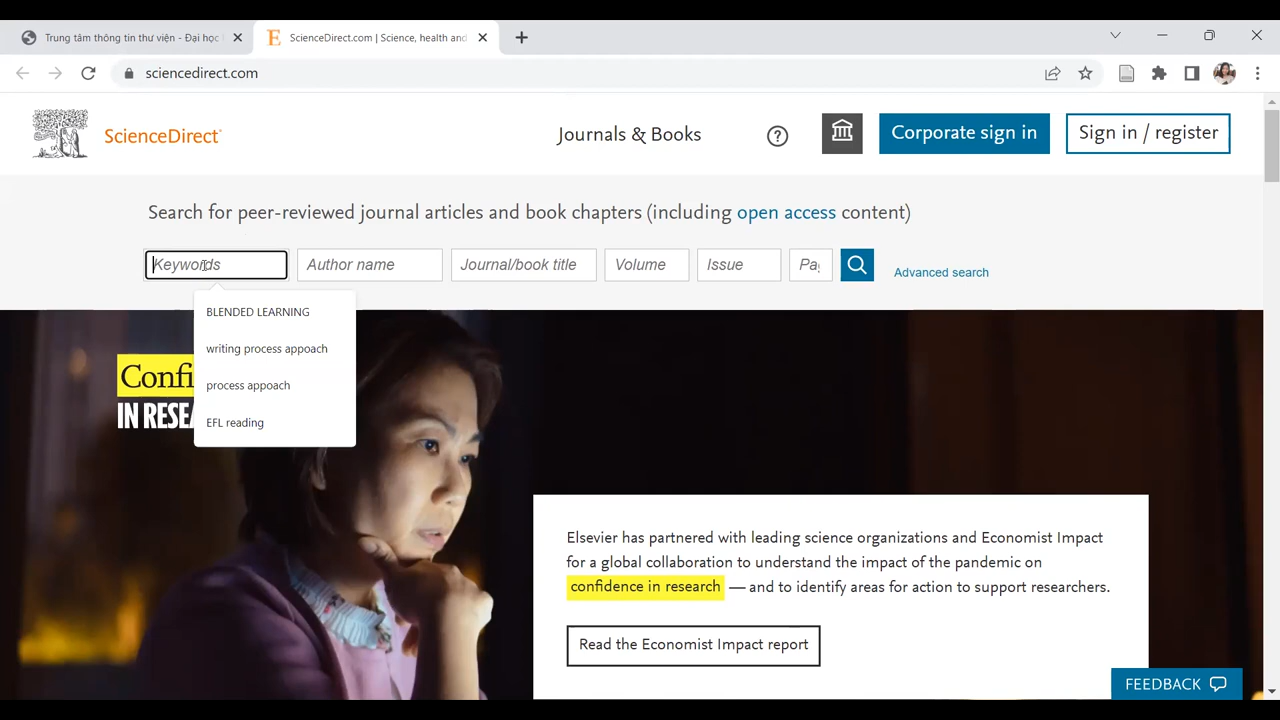 Trung tâm thông tin thư viện - Đại học
ScienceDirect.com | Science, health and
sciencedirect.com
ScienceDirect
Journals & Books
Corporate sign in
Sign in / register
Search for peer-reviewed journal articles and book chapters (including open access content)
Keywords
Author name
Journal/book title
Volume
Issue
Pa
Advanced search
BLENDED LEARNING
writing process appoach
process appoach
EFL reading
Confi
IN RESEA
Elsevier has partnered with leading science organizations and Economist Impact
for a global collaboration to understand the impact of the pandemic on
confidence in research — and to identify areas for action to support researchers.
Read the Economist Impact report
FEEDBACK